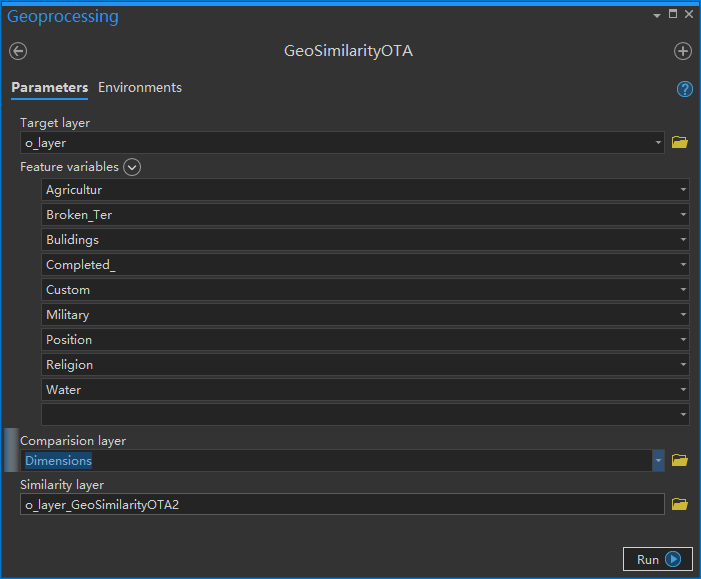 Geoprocessing
GeoSimilarityOTA
Parameters Environments
?
Target layer
o_layer
Feature variables
Agricultur
Broken_Ter
Bulidings
Completed_
Custom
Military
Position
Religion
Water
Comparision layer
Dimensions
Similarity layer
o_layer_GeoSimilarityOTA2
Run